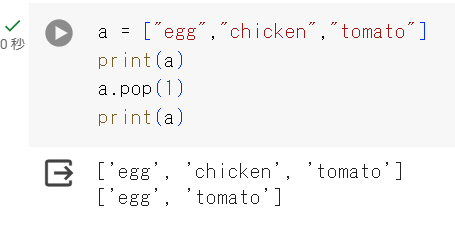 a = ["egg","chicken","tomato"]
0 秒
print(a)
a.pop(1)
print(a)
['egg', 'chicken', 'tomato']
['egg', 'tomato']